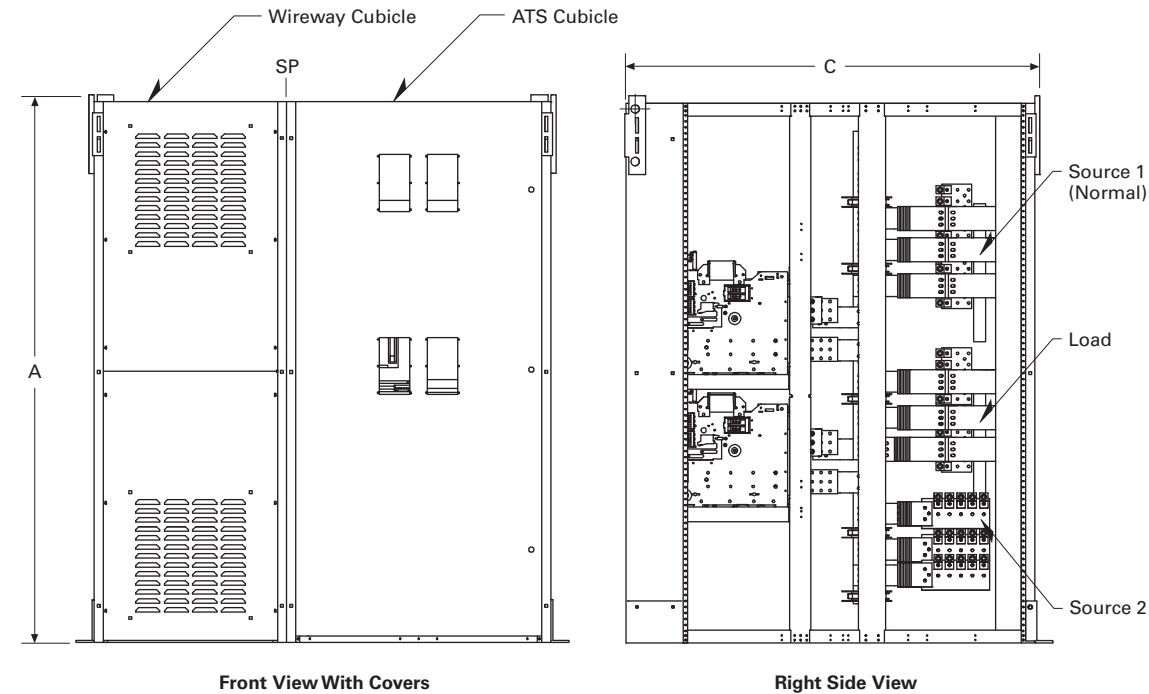 Wireway Cubicle
ATS Cubicle
SP
C
A
Source 1
(Normal)
Load
Source 2
Front View With Covers
Right Side View